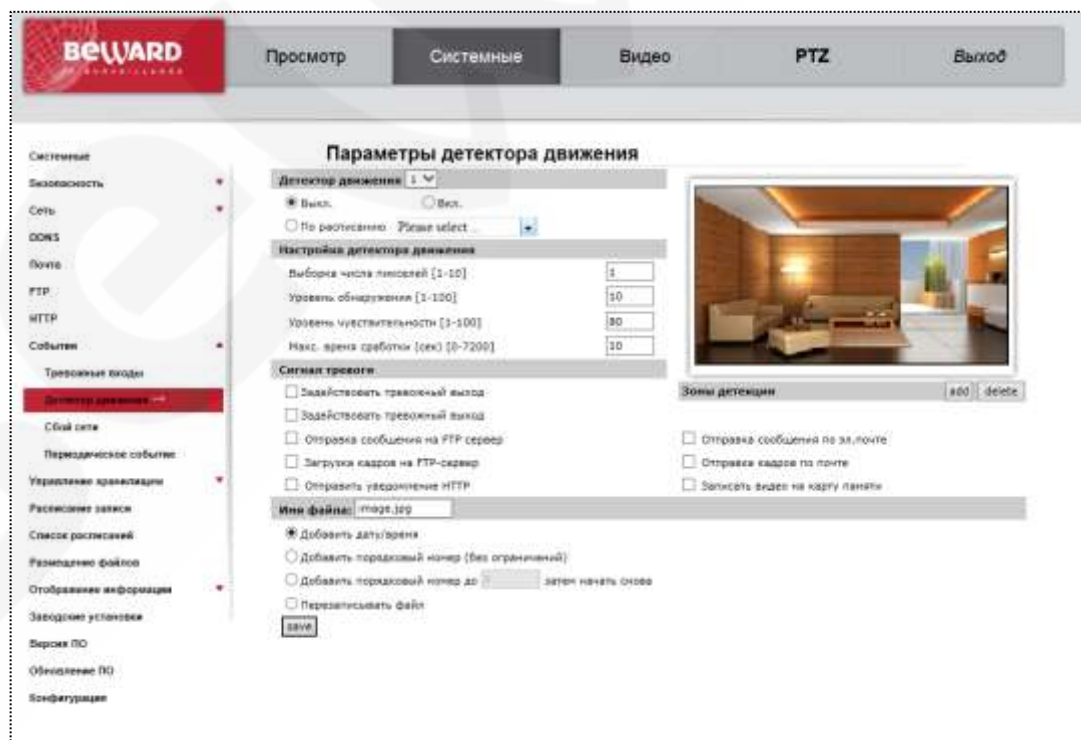 BEWARD
Просмотр
Системные
Видео
PTZ
Выход
Системные
Безопасность
Сеть
DDNS
Почта
FTP
HTTP
События
Тревожные входы
Детектор движения
Сбой сети
Периодическое событие
Управление хранилищем
Расписание записи
Список расписаний
Размещение файлов
Отображение информации
Заводские установки
Версия ПО
Обновление ПО
Конфигурация
Параметры детектора движения
Детектор движения 1
Выкл. Вкл.
По расписанию Please select ...
Настройка детектора движения
Выборка числа пикселей [1-10] 1
Уровень обнаружения [1-100] 10
Уровень чувствительности [1-100] 80
Макс. время сработки (сек) [0-7200] 10
Сигнал тревоги
Зоны детекции add delete
Задействовать тревожный выход
Задействовать тревожный выход
Отправка сообщения на FTP сервер
Отправка сообщения по эл.почте
Загрузка кадров на FTP-сервер
Отправка кадров по почте
Отправить уведомление HTTP
Записать видео на карту памяти
Имя файла: image.jpg
Добавить дату/время
Добавить порядковый номер (без ограничений)
Добавить порядковый номер до затем начать снова
Перезаписывать файл
save